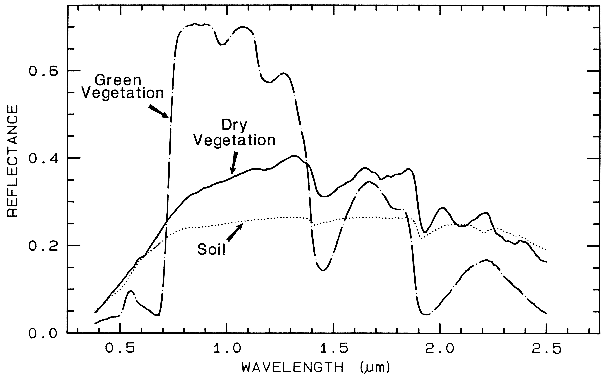 0.6
Green
Vegetation
Dry
Vegetation
0.4
REFLECTANCE
0.2
Soil
0.0
0.5
1.0
1.5
2.0
2.5
WAVELENGTH (μm)